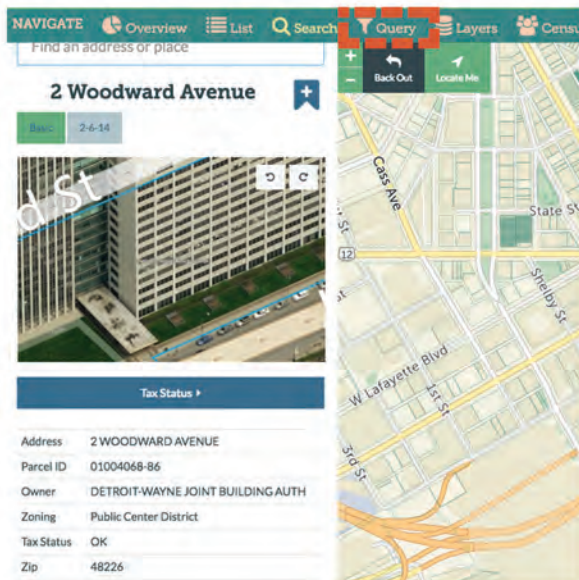 NAVIGATE Overview List Search Query Layers Censu
Find an address or place
2 Woodward Avenue
Back Out
Locate Me
Basic 2-6-14
d St
Cass Ave
State St
12
Shelby St
W Lafayette Blvd
1st St
3rd St
Tax Status
Address 2 WOODWARD AVENUE
Parcel ID 01004068-86
Owner DETROIT-WAYNE JOINT BUILDING AUTH
Zoning Public Center District
Tax Status OK
Zip 48226